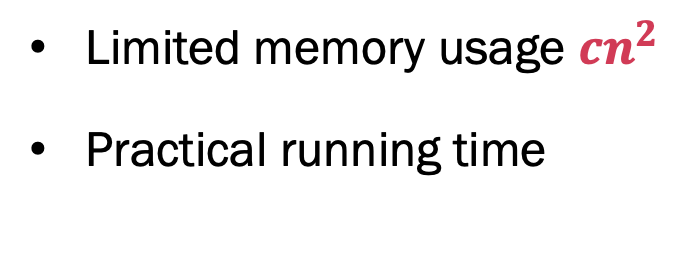 • Limited memory usage cn²
• Practical running time